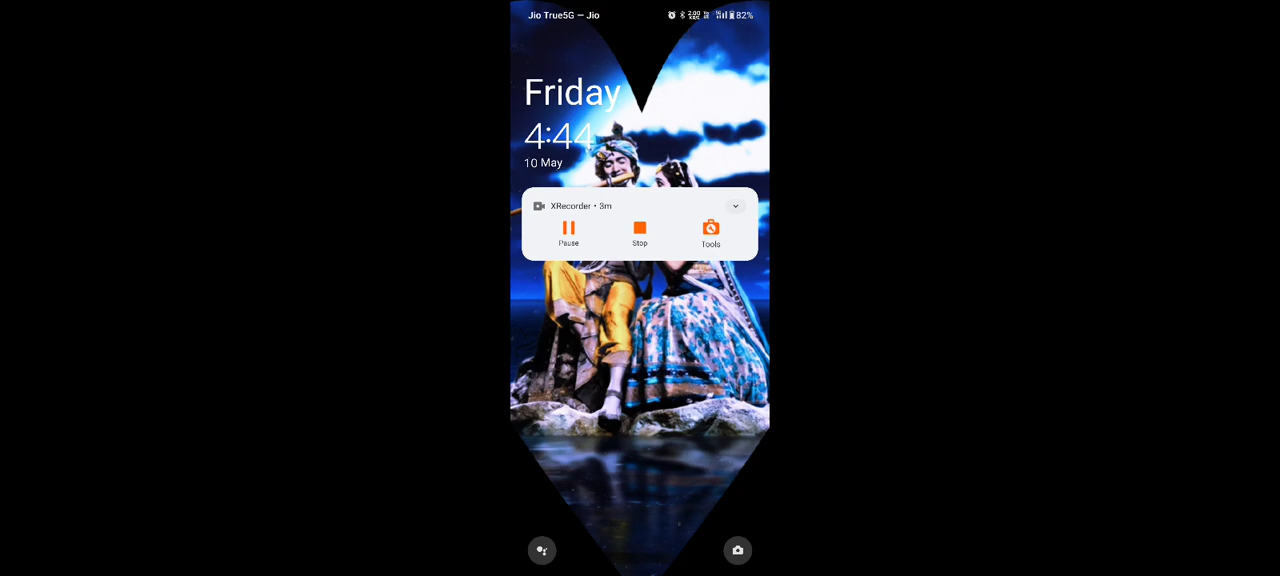 Jio True5G — Jio
82%
Friday
4:44
10 May
XRecorder • 3m
Pause
Stop
Tools